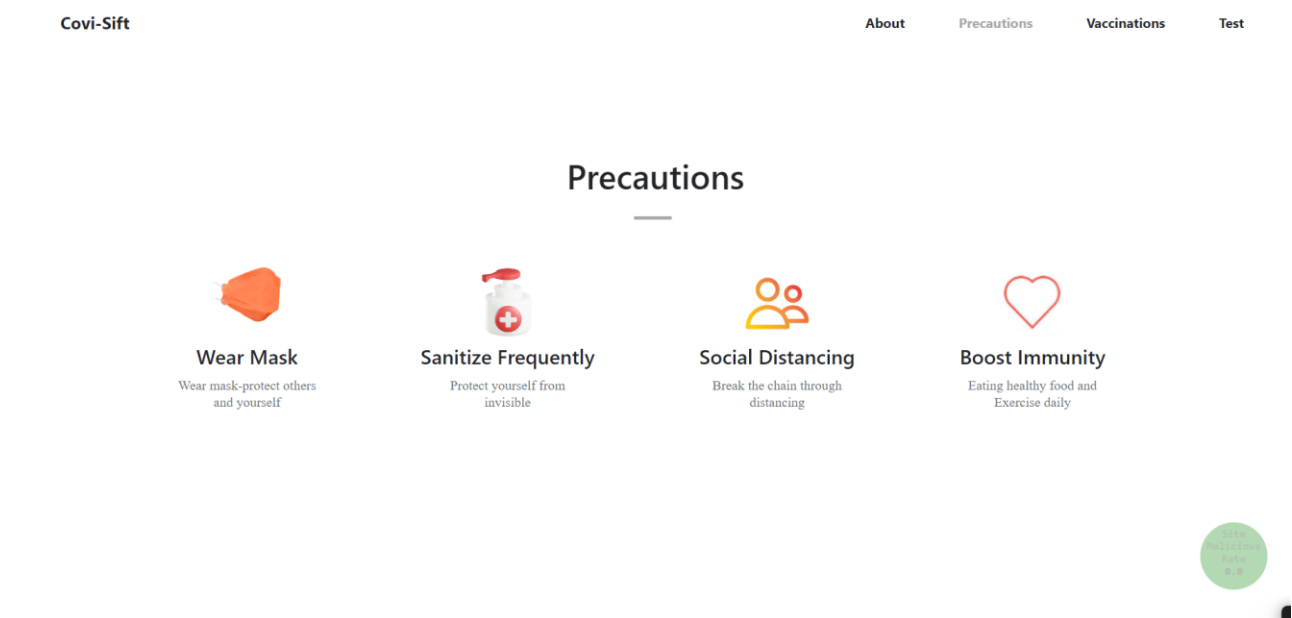 Covi-Sift
About
Precautions
Vaccinations
Test
Precautions
Wear Mask
Wear mask-protect others
and yourself
Sanitize Frequently
Protect yourself from
invisible
Social Distancing
Break the chain through
distancing
Boost Immunity
Eating healthy food and
Exercise daily
Site
Malicious
Rate
0.0